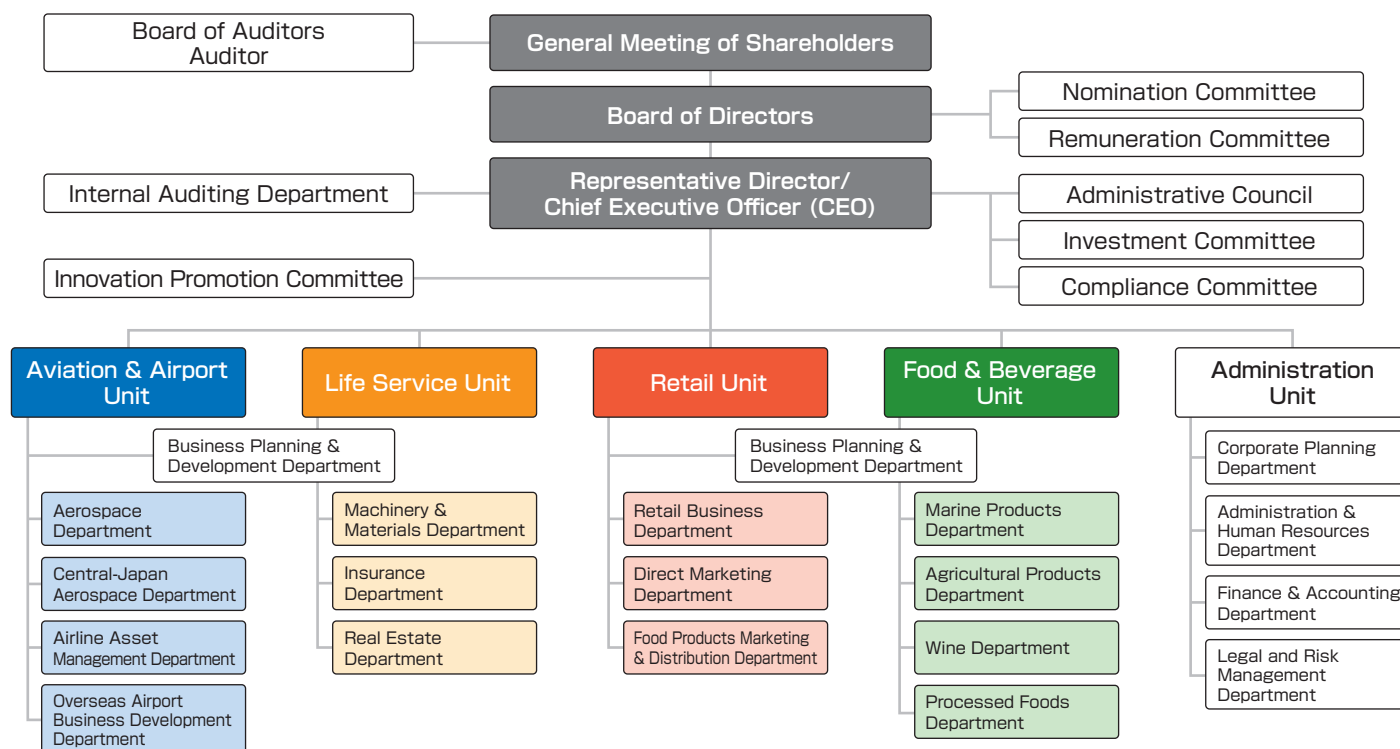 Board of Auditors
Auditor
General Meeting of Shareholders
Board of Directors
Nomination Committee
Remuneration Committee
Internal Auditing Department
Representative Director/
Chief Executive Officer (CEO)
Administrative Council
Investment Committee
Compliance Committee
Innovation Promotion Committee
Aviation & Airport
Unit
Life Service Unit
Retail Unit
Food & Beverage
Unit
Administration
Unit
Business Planning &
Development Department
Business Planning &
Development Department
Aerospace
Department
Central-Japan
Aerospace Department
Airline Asset
Management Department
Overseas Airport
Business Development
Department
Machinery &
Materials Department
Insurance
Department
Real Estate
Department
Retail Business
Department
Direct Marketing
Department
Food Products Marketing
& Distribution Department
Marine Products
Department
Agricultural Products
Department
Wine Department
Processed Foods
Department
Corporate Planning
Department
Administration &
Human Resources
Department
Finance & Accounting
Department
Legal and Risk
Management
Department